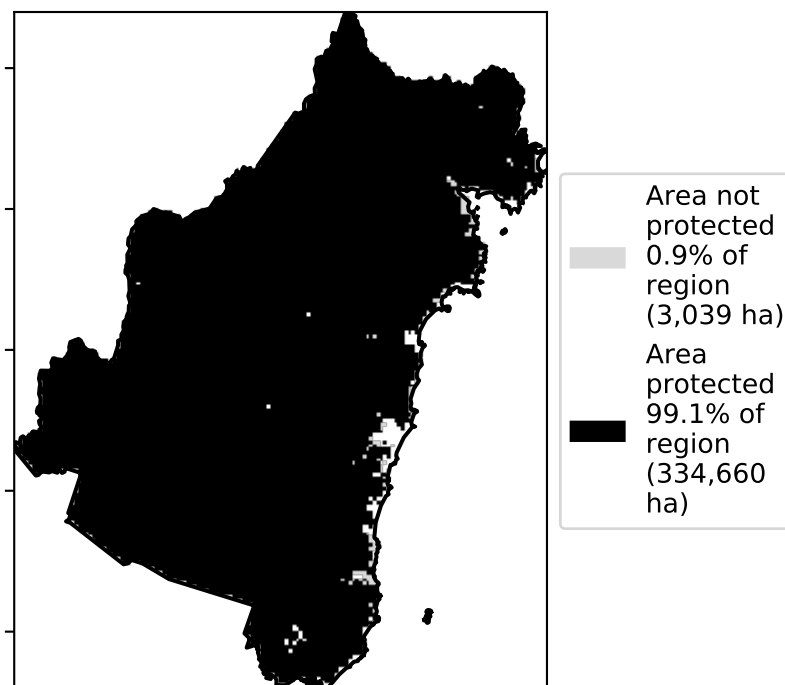 Area not
protected
0.9% of
region
(3,039 ha)
Area
protected
99.1% of
region
(334,660
ha)